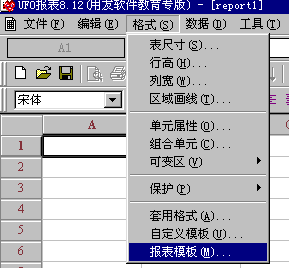 UFO报表8.12(用友软件教育专版) - [report1]
文件(F) 编辑(E) 格式(S) 数据(D) 工具(T)
A1
表尺寸(S)...
行高(H)...
列宽(W)...
区域画线(T)...
宋体
单元属性(O)...
组合单元(C)...
可变区(V)
保护(P)
套用格式(A)...
自定义模板(U)...
报表模板(M)...
A
1
2
3
4
5
6
7